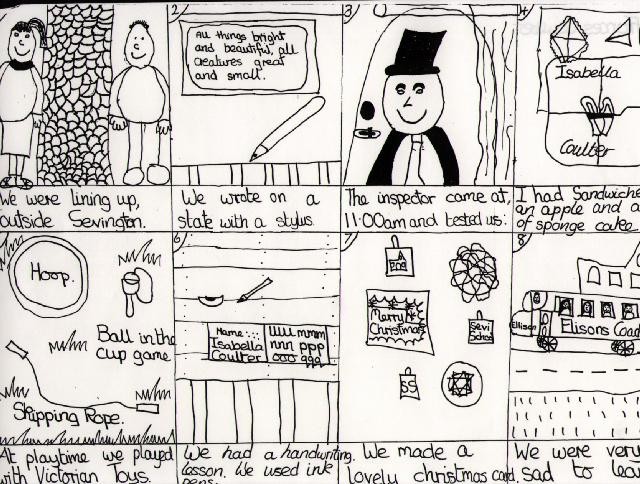 2
All things bright
and beautiful, all
creatures great
and small.
3
4
Isabella
Coulter
We were lining up,
outside Sevington.
We wrote on a
slate with a stylus.
The inspector came at,
11:00am and tested us.
I had Sandwiches
an apple and a
of sponge cake.
Hoop.
Ball in the
cup game
Skipping Rope.
6
Name:::
Isabella
Coulter
uuu mmm
nnn ppp
ooo qqq
7
Merry
Christmas
Sevi
School
SS
8
Ellison
Elisons Coac
At playtime we played
with Victorian Toys.
We had a handwriting
lesson. We used ink
pens.
We made a
lovely christmas card.
We were very
sad to leav